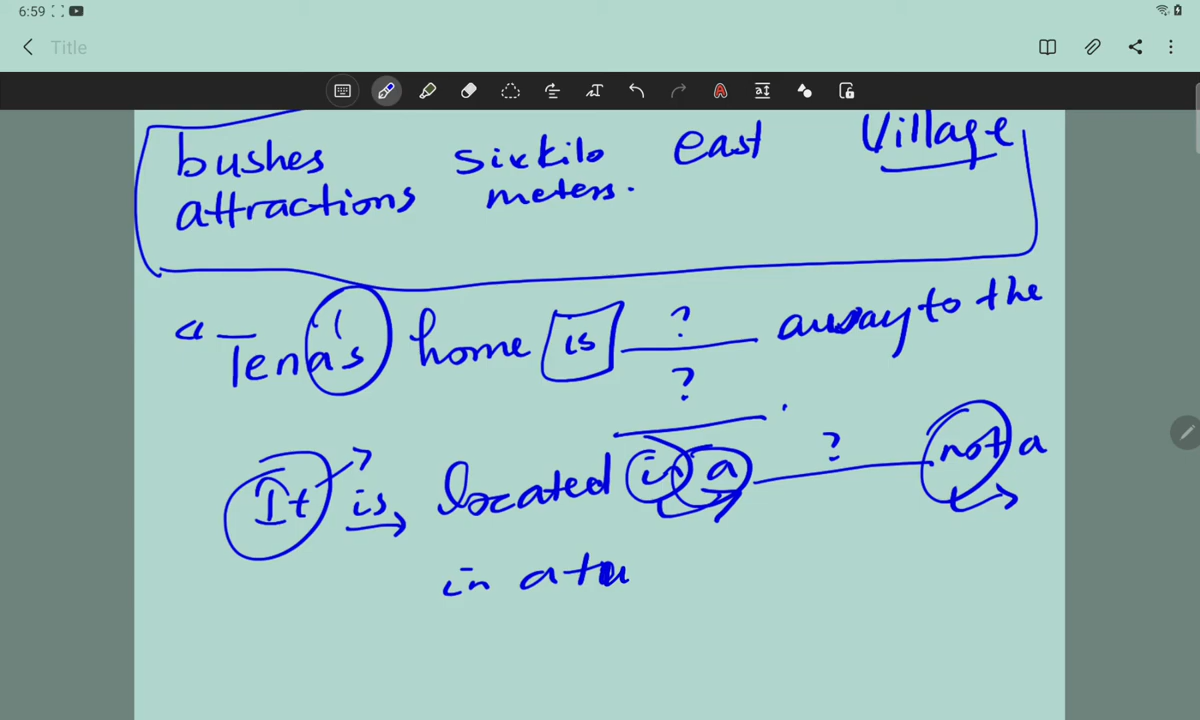 6:59
Title
bushes sixkilo east Village
attractions meters.
"Tena's home is ? away to the
?
It is located in a ? not a
in a tu